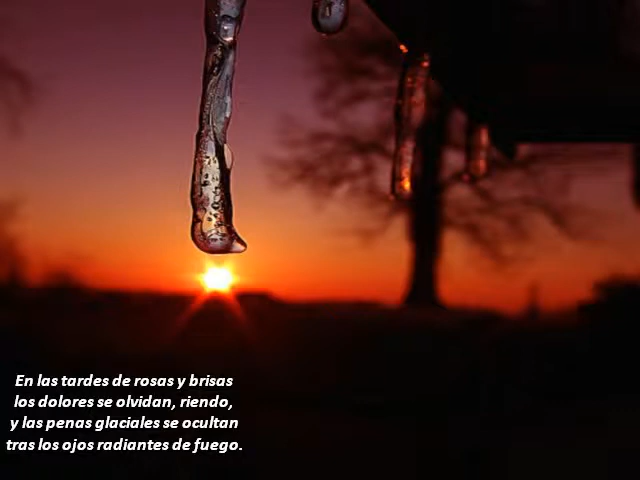 En las tardes de rosas y brisas
los dolores se olvidan, riendo,
y las penas glaciales se ocultan
tras los ojos radiantes de fuego.